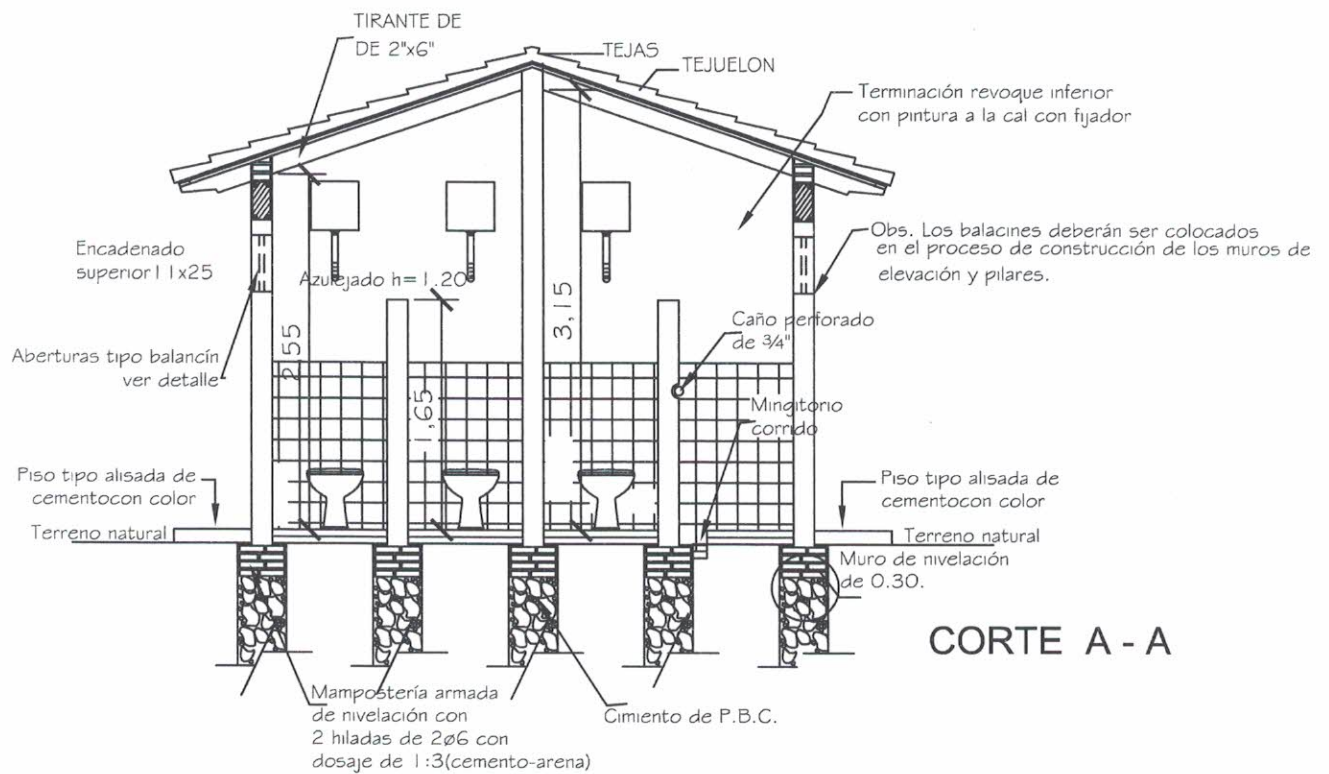 TIRANTE DE
DE 2"x6"
TEJAS
TEJUELON
Terminación revoque inferior
con pintura a la cal con fijador
Encadenado
superior 11x25
Obs. Los balacines deberán ser colocados
en el proceso de construcción de los muros de
elevación y pilares.
Azulejado h=1.20
Aberturas tipo balancín
ver detalle
2,55
1,65
3,15
Caño perforado
de ¾"
Mingitorio
corrido
Piso tipo alisada de
cementocon color
Terreno natural
Piso tipo alisada de
cementocon color
Terreno natural
Muro de nivelación
de 0.30.
CORTE A - A
Mampostería armada
de nivelación con
2 hiladas de 2ø6 con
dosaje de 1:3(cemento-arena)
Cimiento de P.B.C.